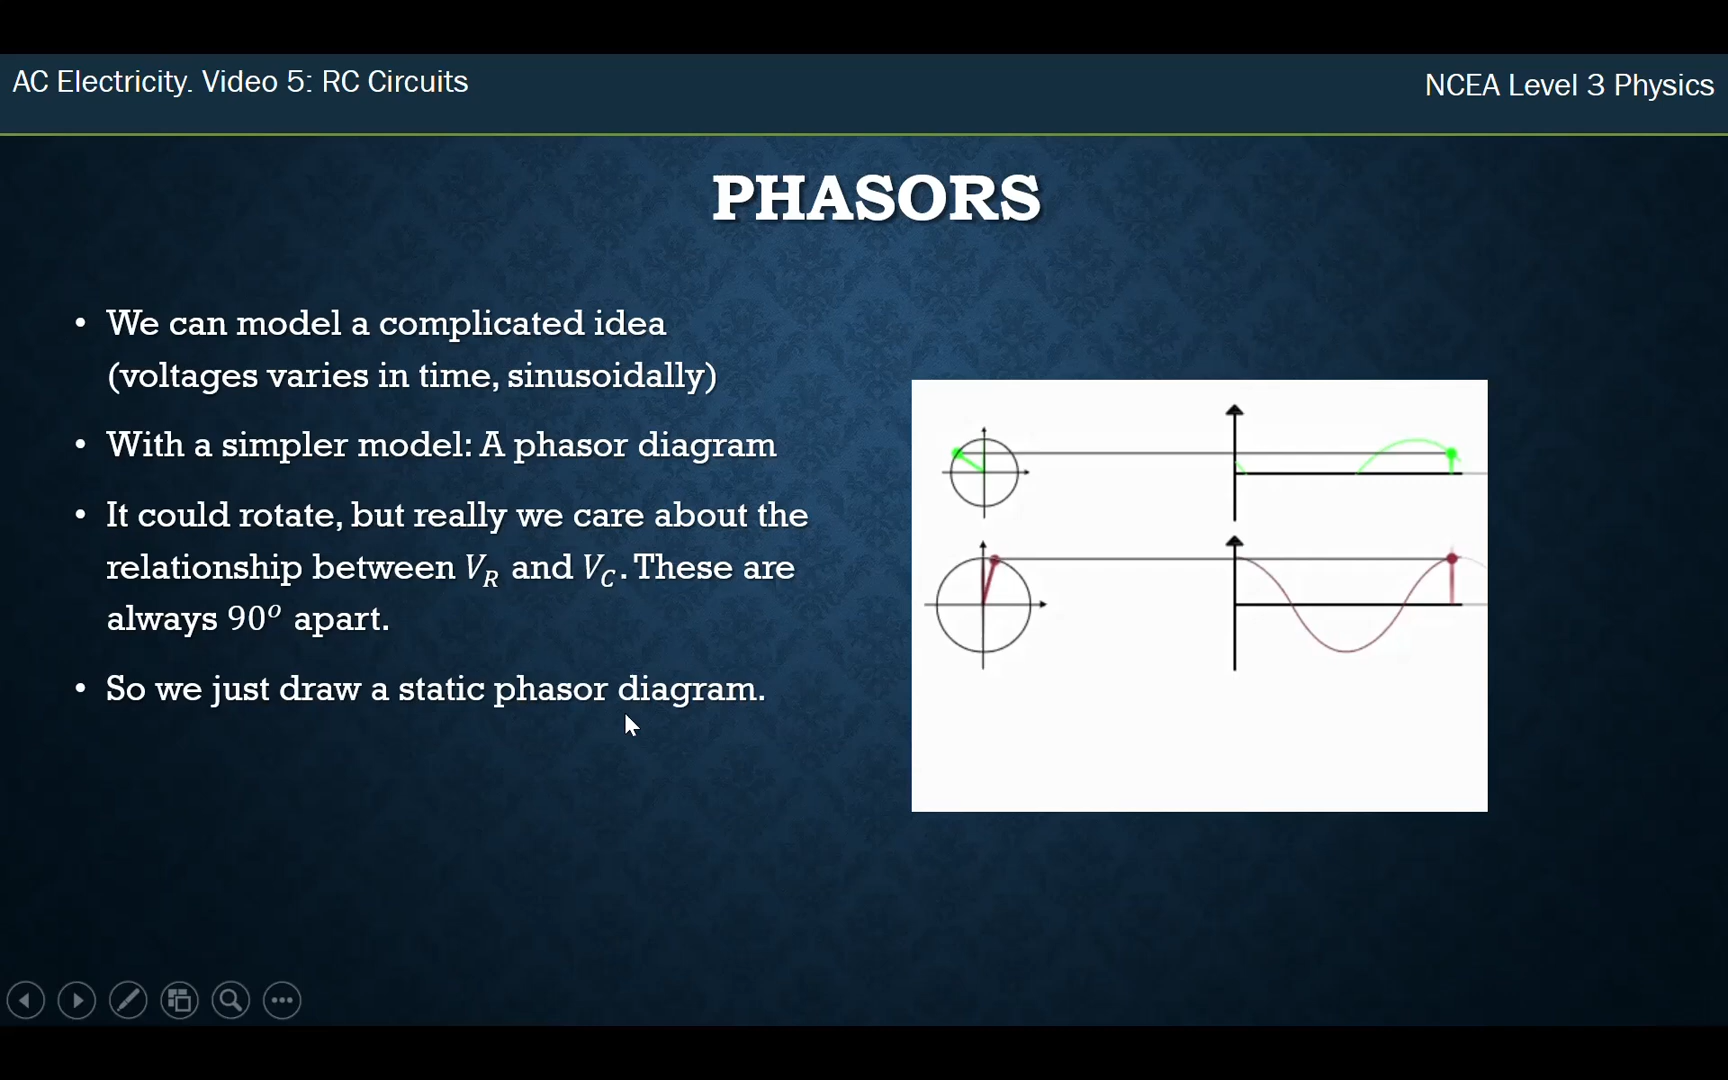 AC Electricity. Video 5: RC Circuits
NCEA Level 3 Physics
PHASORS
• We can model a complicated idea
(voltages varies in time, sinusoidally)
• With a simpler model: A phasor diagram
• It could rotate, but really we care about the
relationship between V_R and V_C. These are
always 90° apart.
• So we just draw a static phasor diagram.